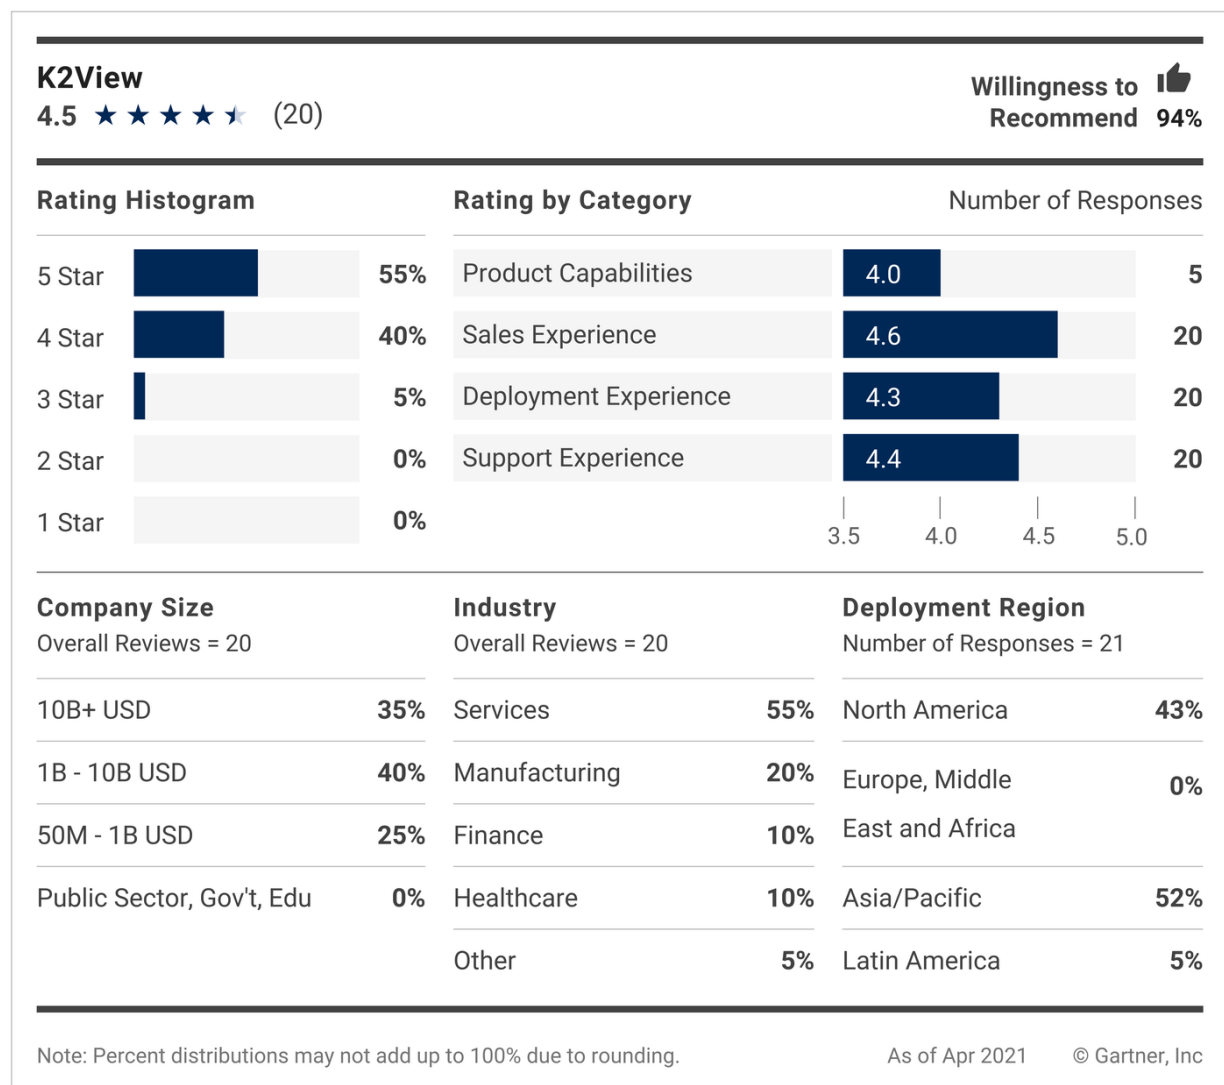 K2View
4.5 (20)
Willingness to
Recommend 94%
Rating Histogram
5 Star 55%
4 Star 40%
3 Star 5%
2 Star 0%
1 Star 0%
Rating by Category Number of Responses
Product Capabilities 4.0 5
Sales Experience 4.6 20
Deployment Experience 4.3 20
Support Experience 4.4 20
3.5 4.0 4.5 5.0
Company Size
Overall Reviews = 20
10B+ USD 35%
1B - 10B USD 40%
50M - 1B USD 25%
Public Sector, Gov't, Edu 0%
Industry
Overall Reviews = 20
Services 55%
Manufacturing 20%
Finance 10%
Healthcare 10%
Other 5%
Deployment Region
Number of Responses = 21
North America 43%
Europe, Middle 0%
East and Africa
Asia/Pacific 52%
Latin America 5%
Note: Percent distributions may not add up to 100% due to rounding. As of Apr 2021 © Gartner, Inc